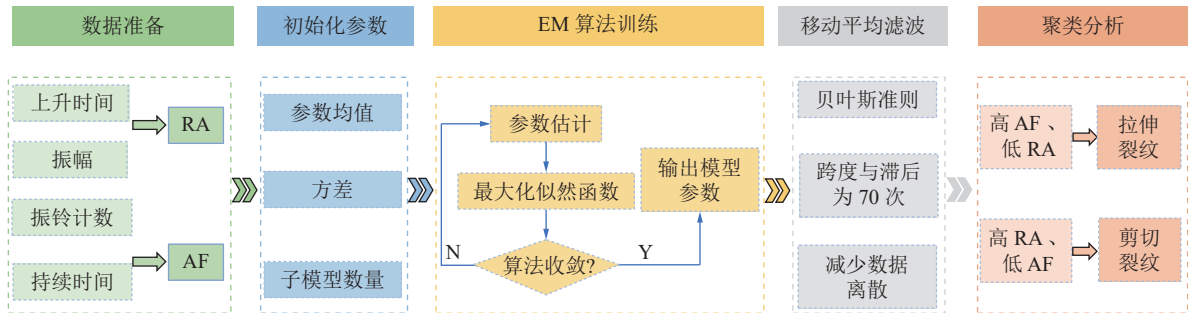 数据准备
初始化参数
EM 算法训练
移动平均滤波
聚类分析
上升时间
振幅
振铃计数
持续时间
RA
AF
参数均值
方差
子模型数量
参数估计
最大化似然函数
算法收敛?
N
Y
输出模型
参数
贝叶斯准则
跨度与滞后
为 70 次
减少数据
离散
高 AF、
低 RA
拉伸
裂纹
高 RA、
低 AF
剪切
裂纹